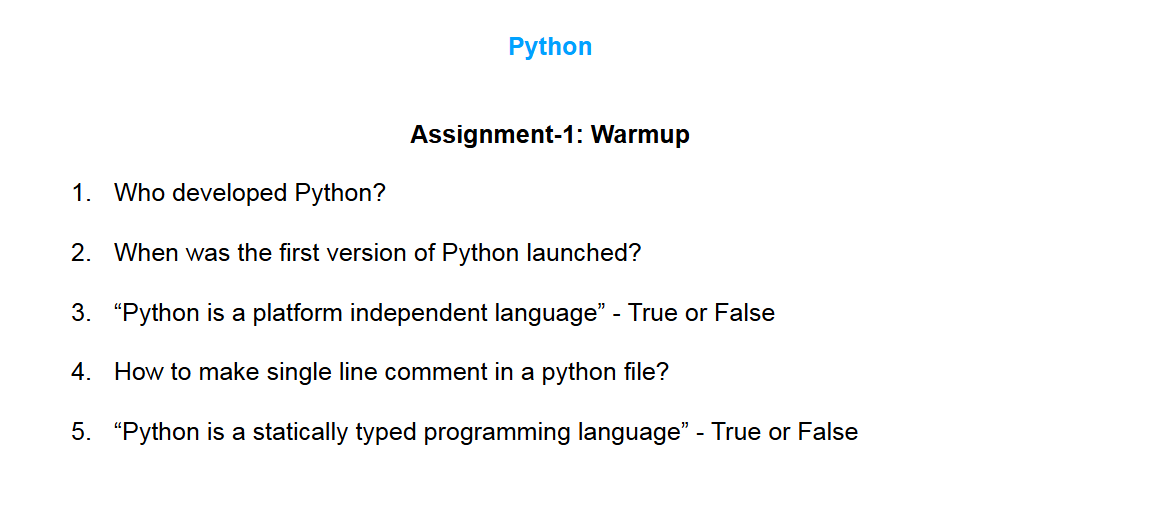 Python
Assignment-1: Warmup
1. Who developed Python?
2. When was the first version of Python launched?
3. “Python is a platform independent language” - True or False
4. How to make single line comment in a python file?
5. “Python is a statically typed programming language” - True or False